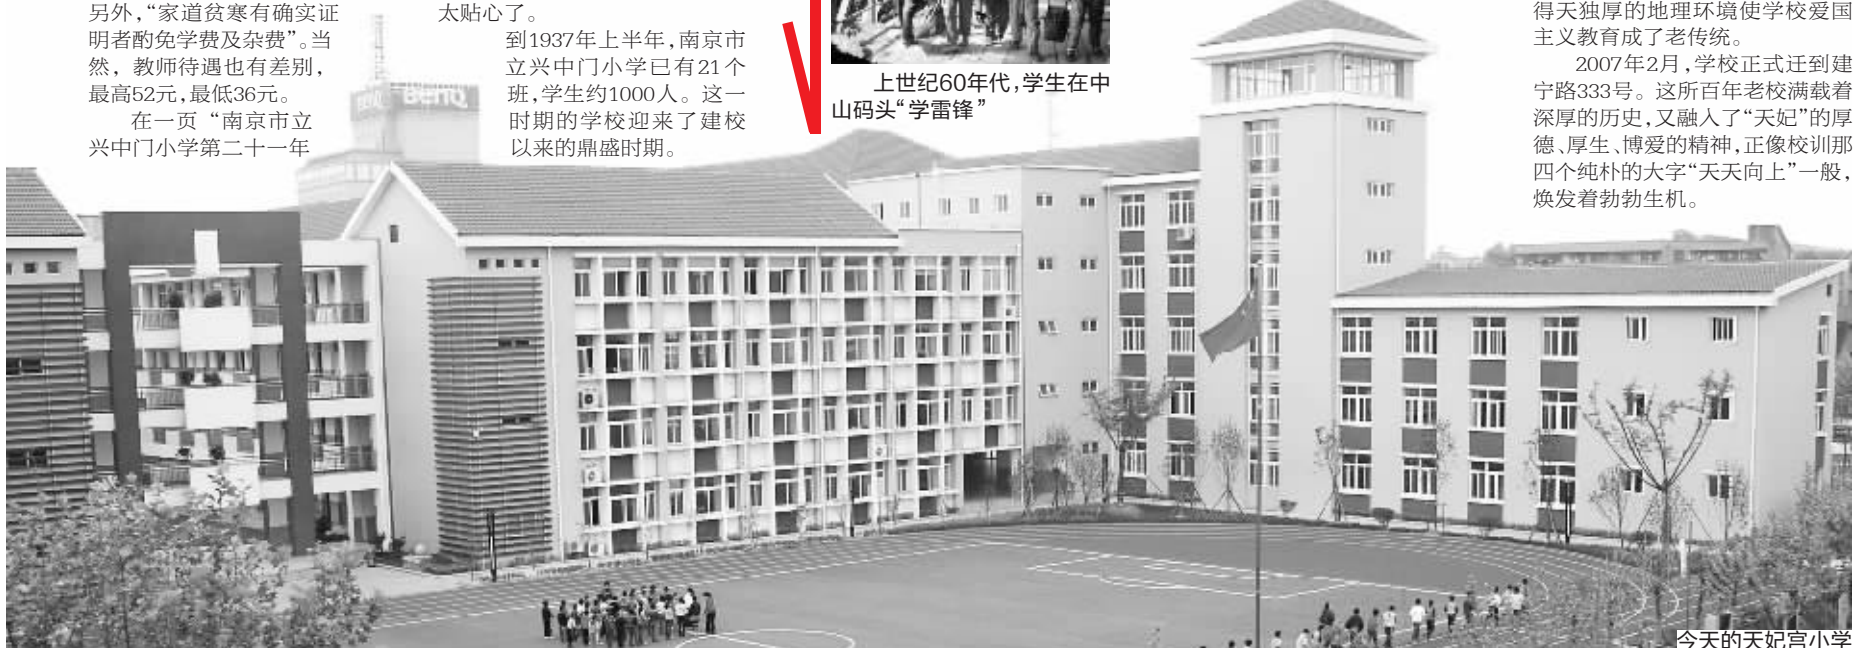 另外,“家道贫寒有确实证
明者酌免学费及杂费”。当
然，教师待遇也有差别，
最高52元,最低36元。
在一页“南京市立
兴中门小学第二十一年
太贴心了。
到1937年上半年,南京市
立兴中门小学已有21个
班,学生约1000人。这一
时期的学校迎来了建校
以来的鼎盛时期。
上世纪60年代,学生在中
山码头“学雷锋”
得天独厚的地理环境使学校爱国
主义教育成了老传统。
2007年2月,学校正式迁到建
宁路333号。这所百年老校满载着
深厚的历史,又融入了“天妃”的厚
德、厚生、博爱的精神,正像校训那
四个纯朴的大字“天天向上”一般,
焕发着勃勃生机。
BenQ
今天的天妃宫小学